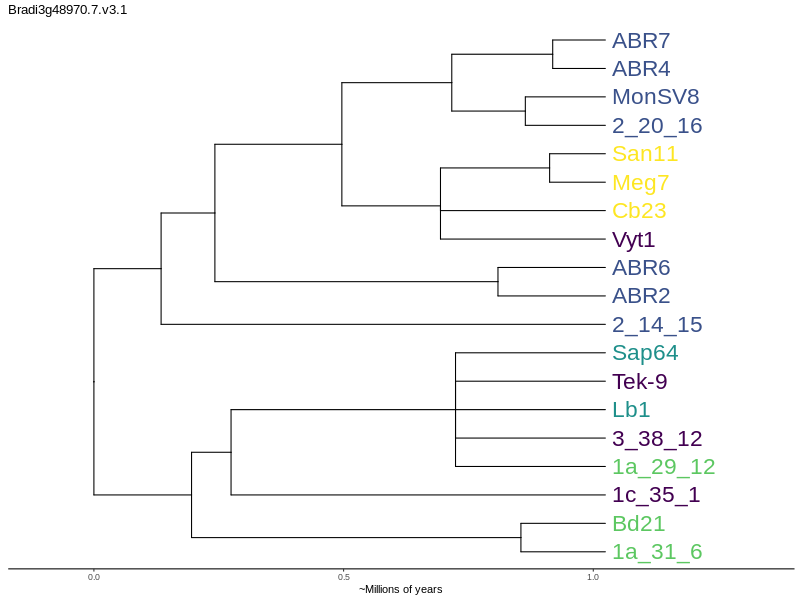 Bradi3g48970.7.v3.1
ABR7
ABR4
MonSV8
2_20_16
San11
Meg7
Cb23
Vyt1
ABR6
ABR2
2_14_15
Sap64
Tek-9
Lb1
3_38_12
1a_29_12
1c_35_1
Bd21
1a_31_6
0.0 0.5 1.0
~Millions of years